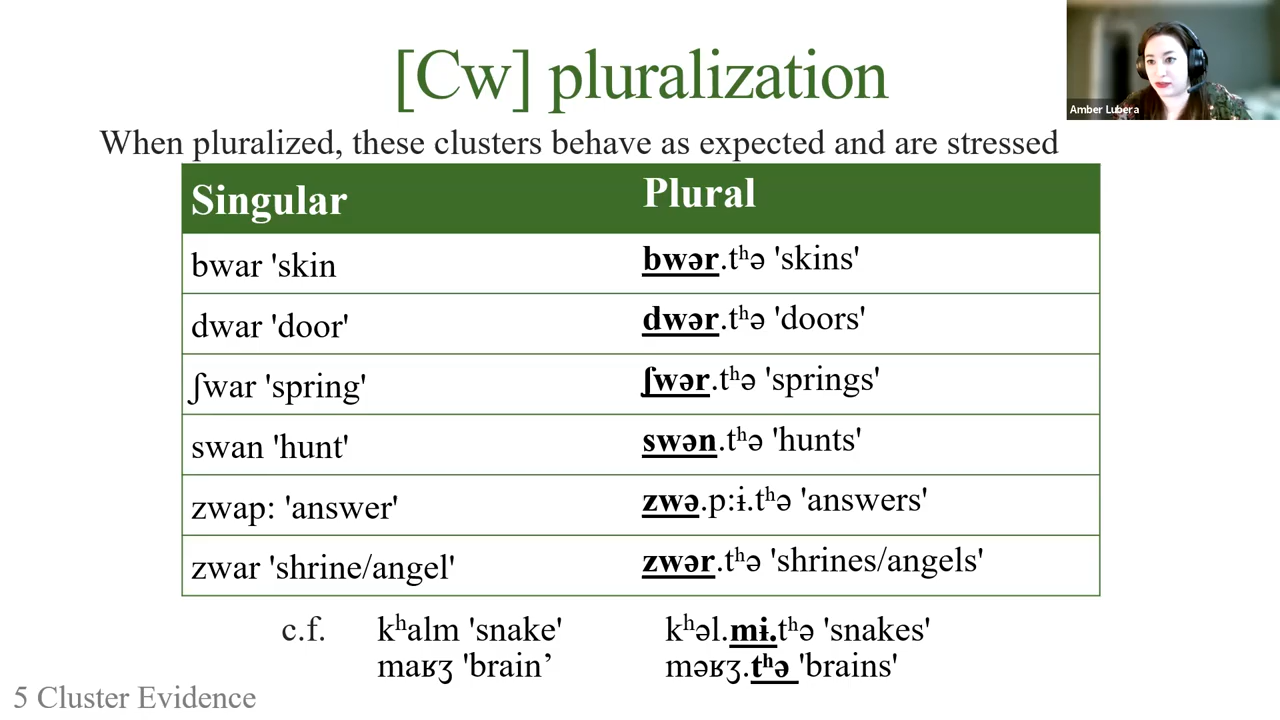 [Cw] pluralization
Amber Lubera
When pluralized, these clusters behave as expected and are stressed
Singular Plural
bwar 'skin bwər.tʰə 'skins'
dwar 'door' dwər.tʰə 'doors'
ʃwar 'spring' ʃwər.tʰə 'springs'
swan 'hunt' swən.tʰə 'hunts'
zwap: 'answer' zwə.p:ɨ.tʰə 'answers'
zwar 'shrine/angel' zwər.tʰə 'shrines/angels'
c.f. kʰalm 'snake' kʰəl.mɨ.tʰə 'snakes'
maʁʒ 'brain’ məʁʒ.tʰə 'brains'
5 Cluster Evidence